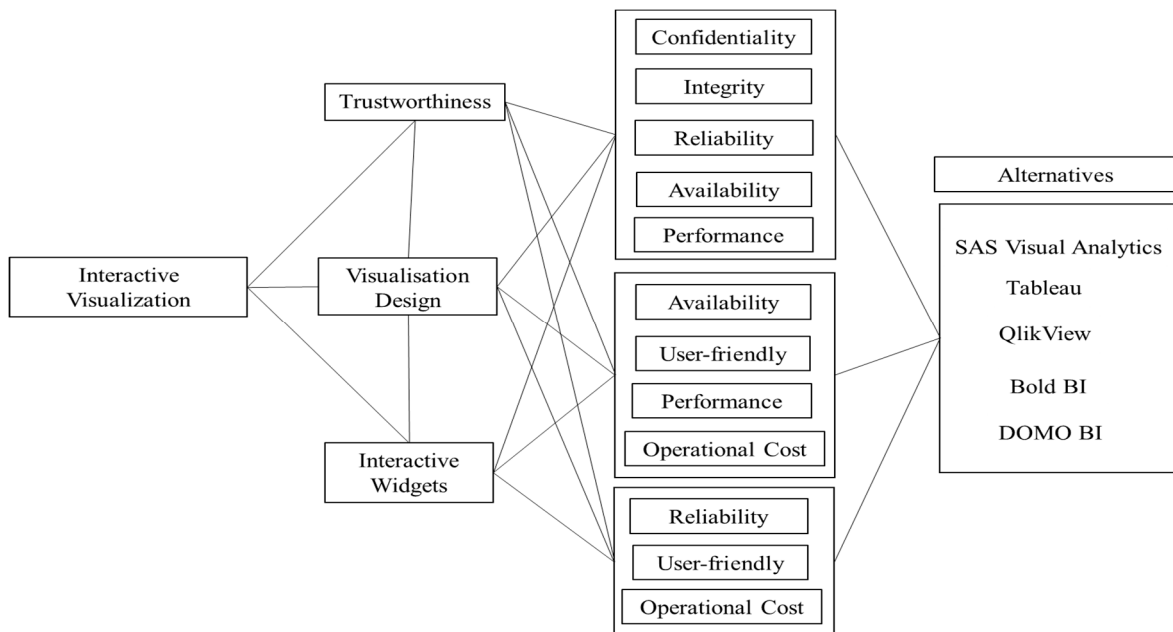 Interactive
Visualization
Trustworthiness
Visualisation
Design
Interactive
Widgets
Confidentiality
Integrity
Reliability
Availability
Performance
Availability
User-friendly
Performance
Operational Cost
Reliability
User-friendly
Operational Cost
Alternatives
SAS Visual Analytics
Tableau
QlikView
Bold BI
DOMO BI